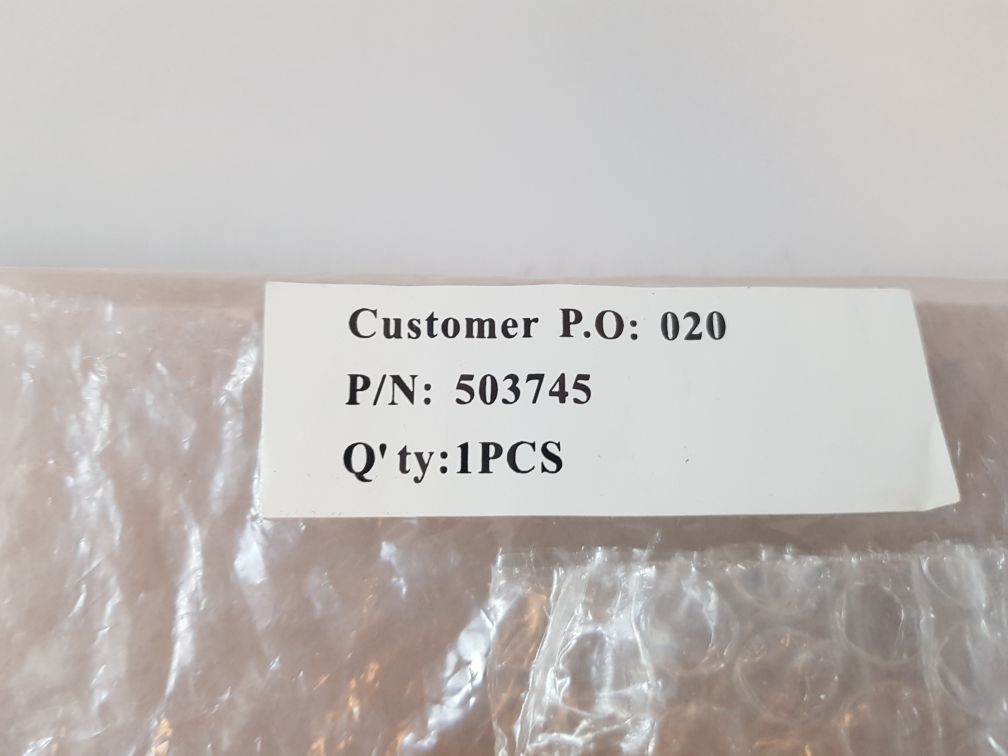 Customer P.O: 020
P/N: 503745
Q'ty:1PCS